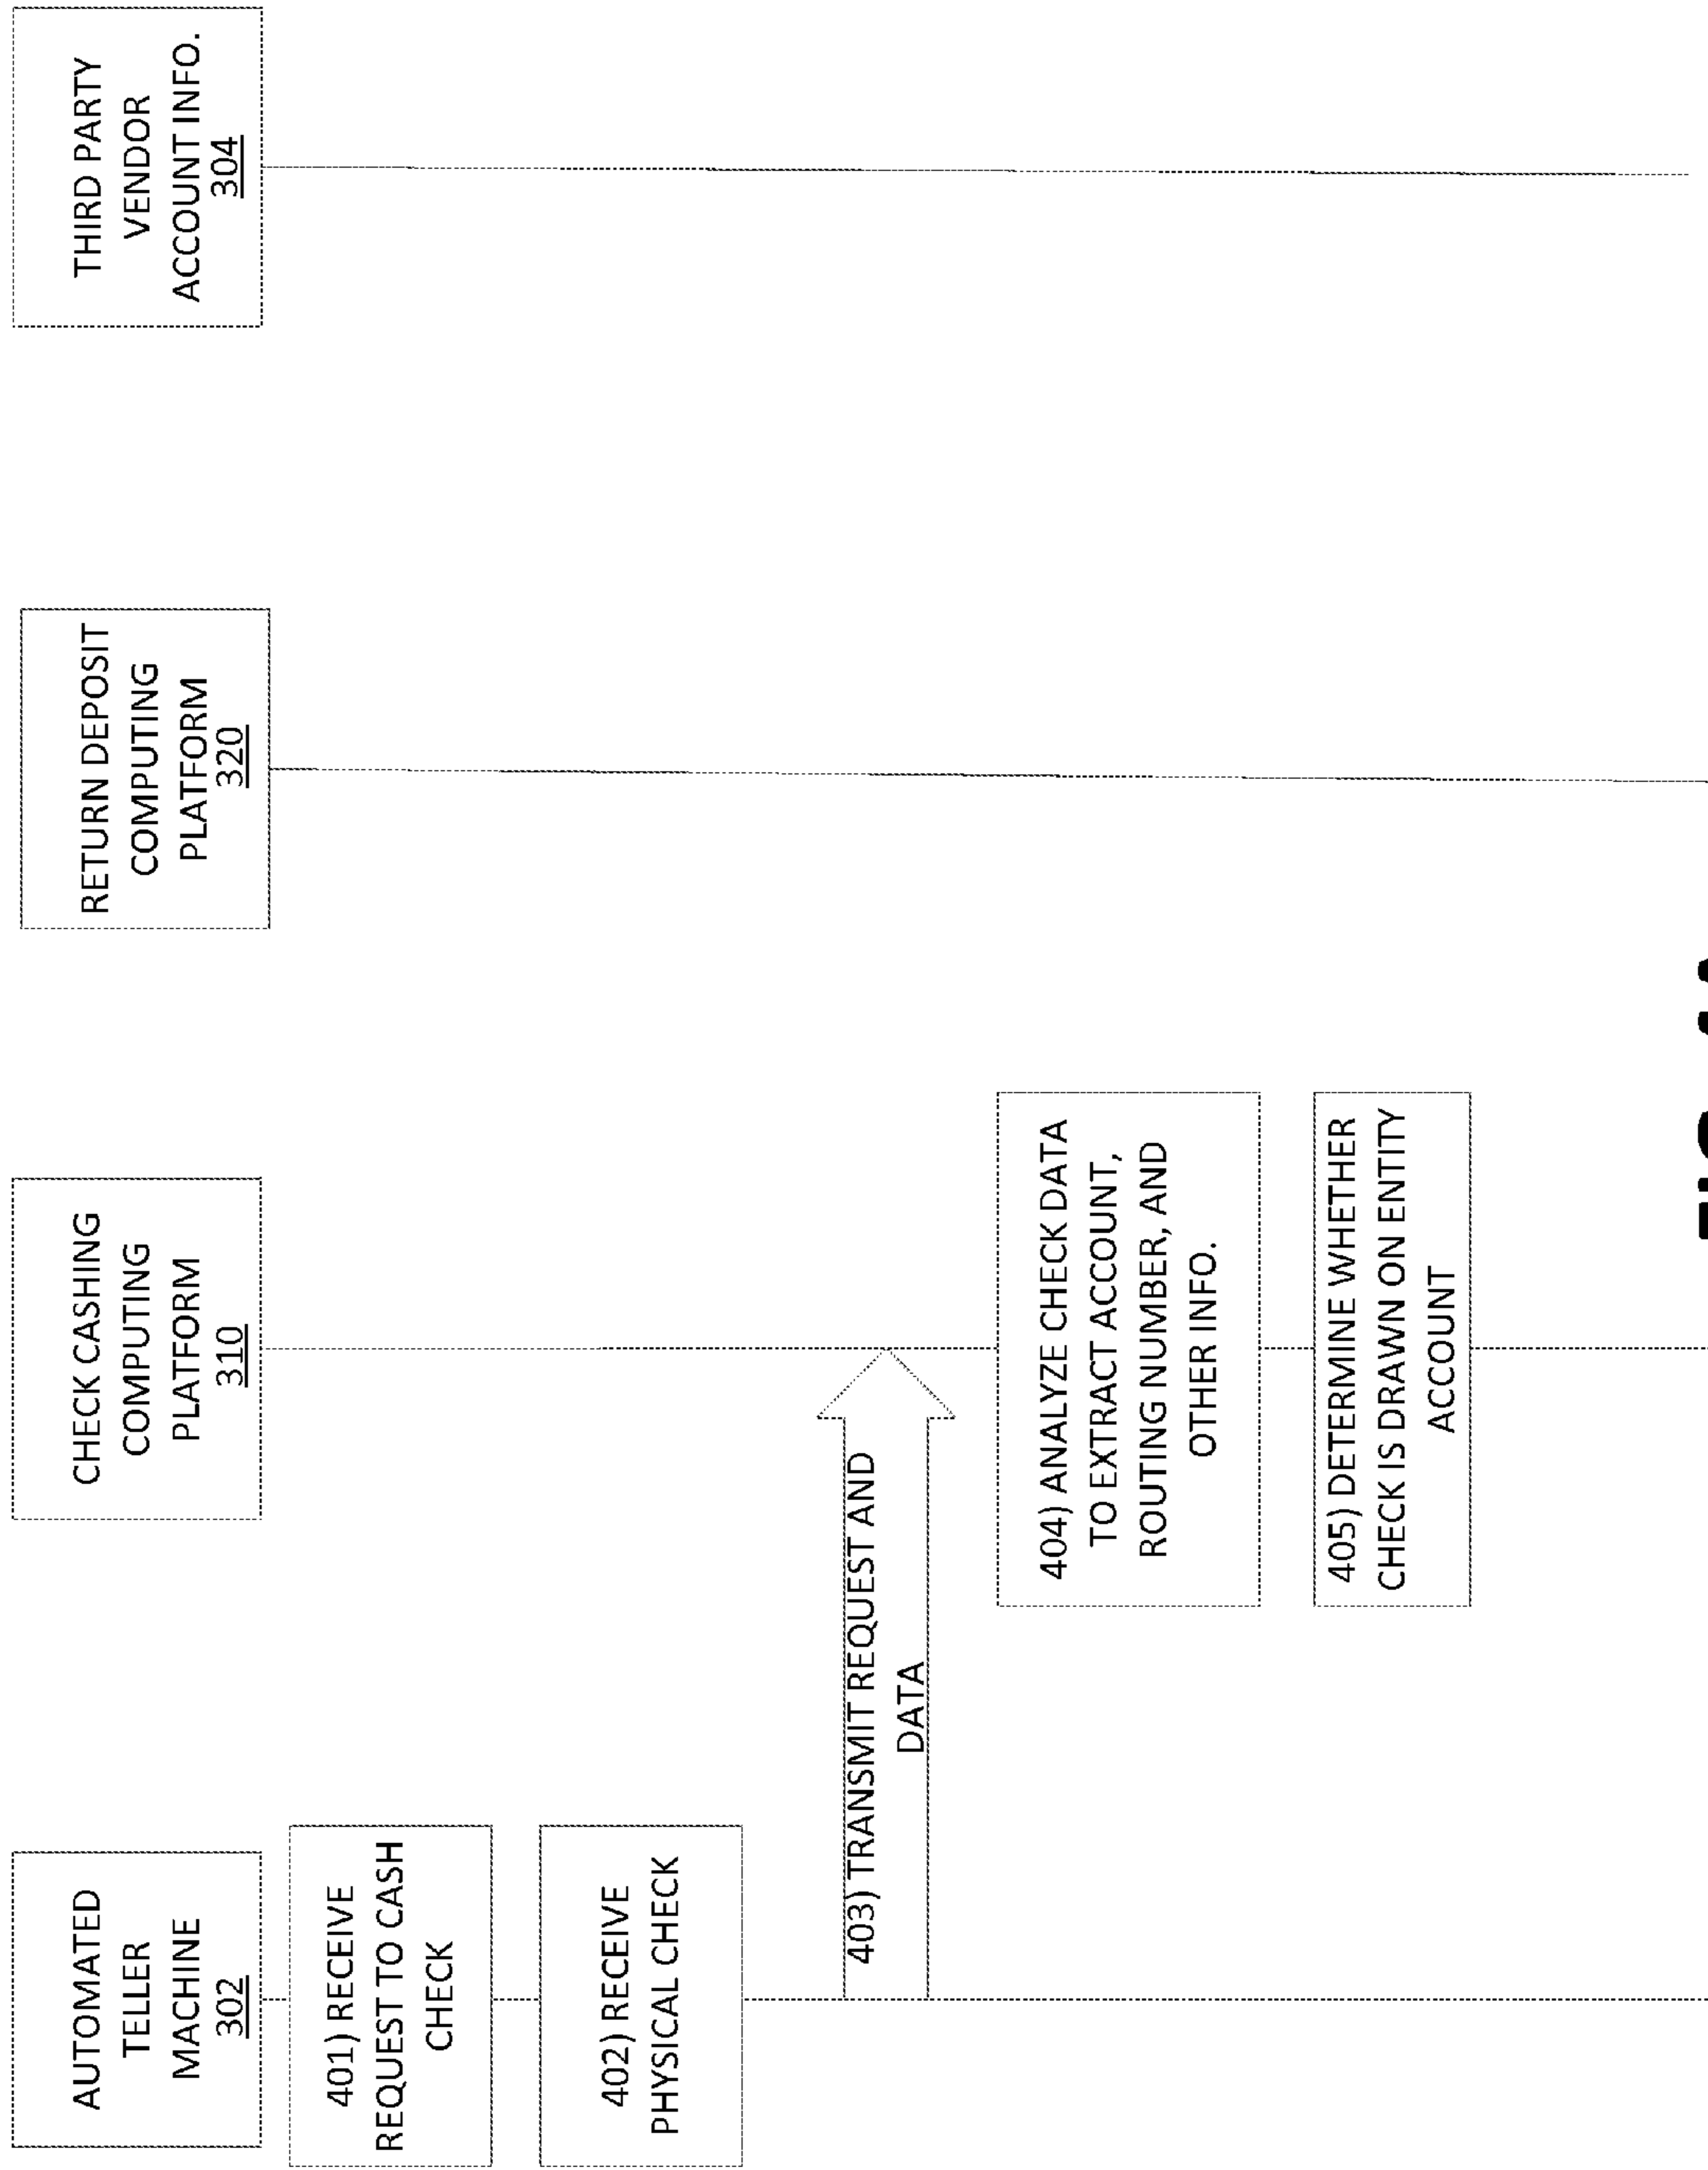 AUTOMATED
TELLER
MACHINE
302
CHECK CASHING
COMPUTING
PLATFORM
310
RETURN DEPOSIT
COMPUTING
PLATFORM
320
THIRD PARTY
VENDOR
ACCOUNT INFO.
304
401) RECEIVE
REQUEST TO CASH
CHECK
402) RECEIVE
PHYSICAL CHECK
403) TRANSMIT REQUEST AND
DATA
404) ANALYZE CHECK DATA
TO EXTRACT ACCOUNT,
ROUTING NUMBER, AND
OTHER INFO.
405) DETERMINE WHETHER
CHECK IS DRAWN ON ENTITY
ACCOUNT